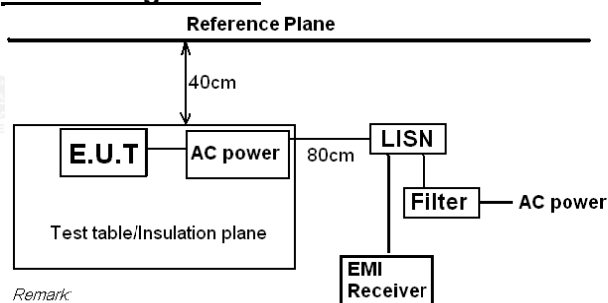 Reference Plane
40cm
E.U.T
AC power
80cm
LISN
Filter
AC power
Test table/Insulation plane
EMI
Receiver
Remark: